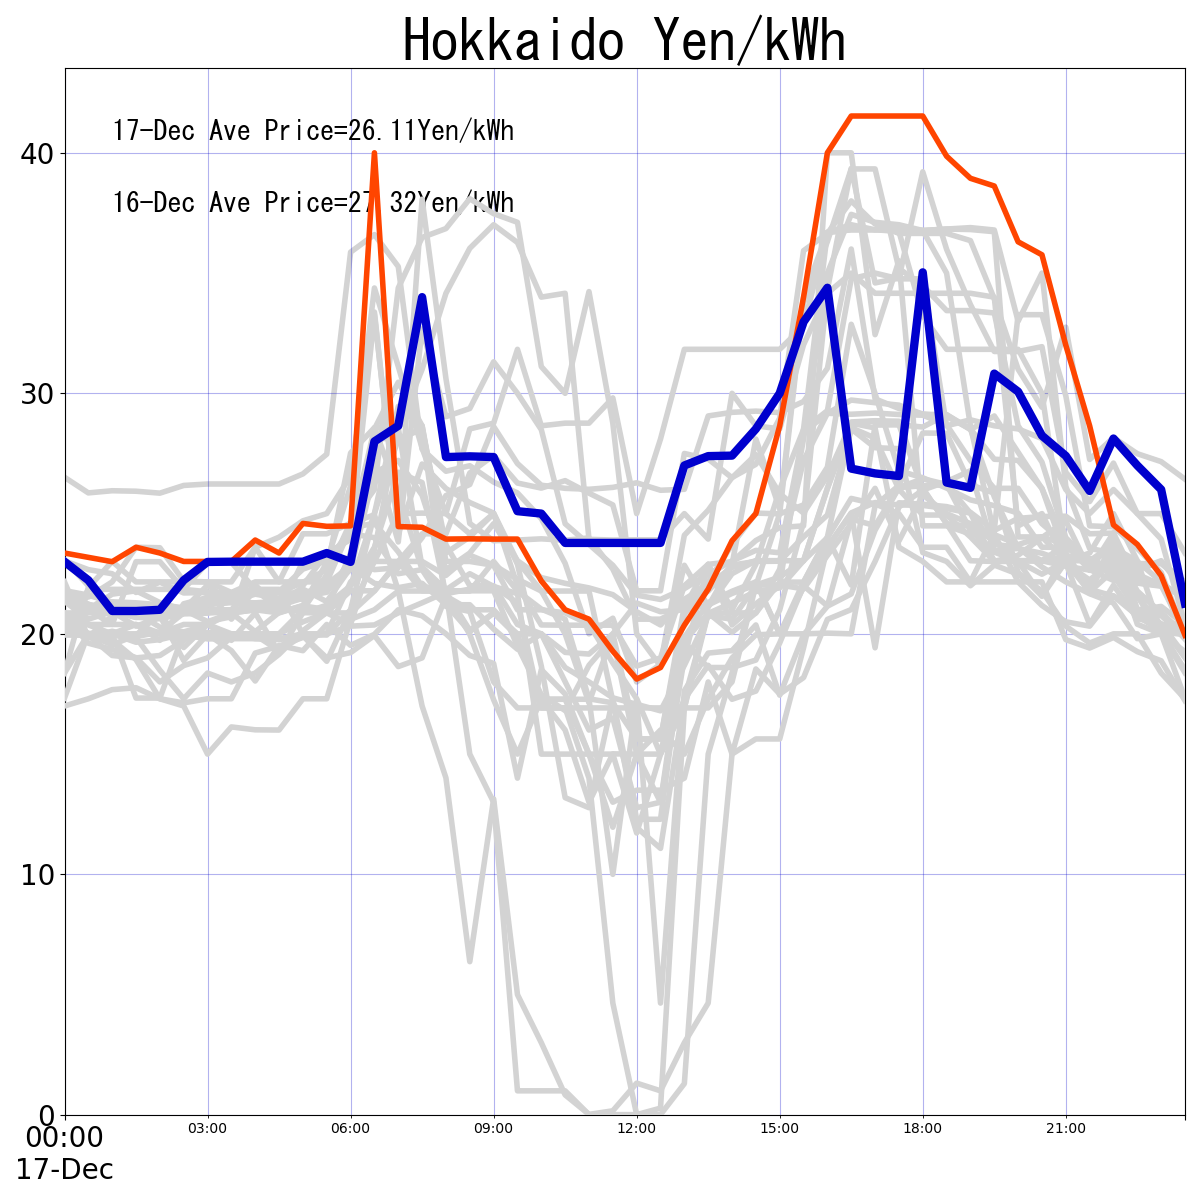 Hokkaido Yen/kWh
17-Dec Ave Price=26.11Yen/kWh
16-Dec Ave Price=27.32Yen/kWh
40
30
20
10
0
00:00 03:00 06:00 09:00 12:00 15:00 18:00 21:00
17-Dec